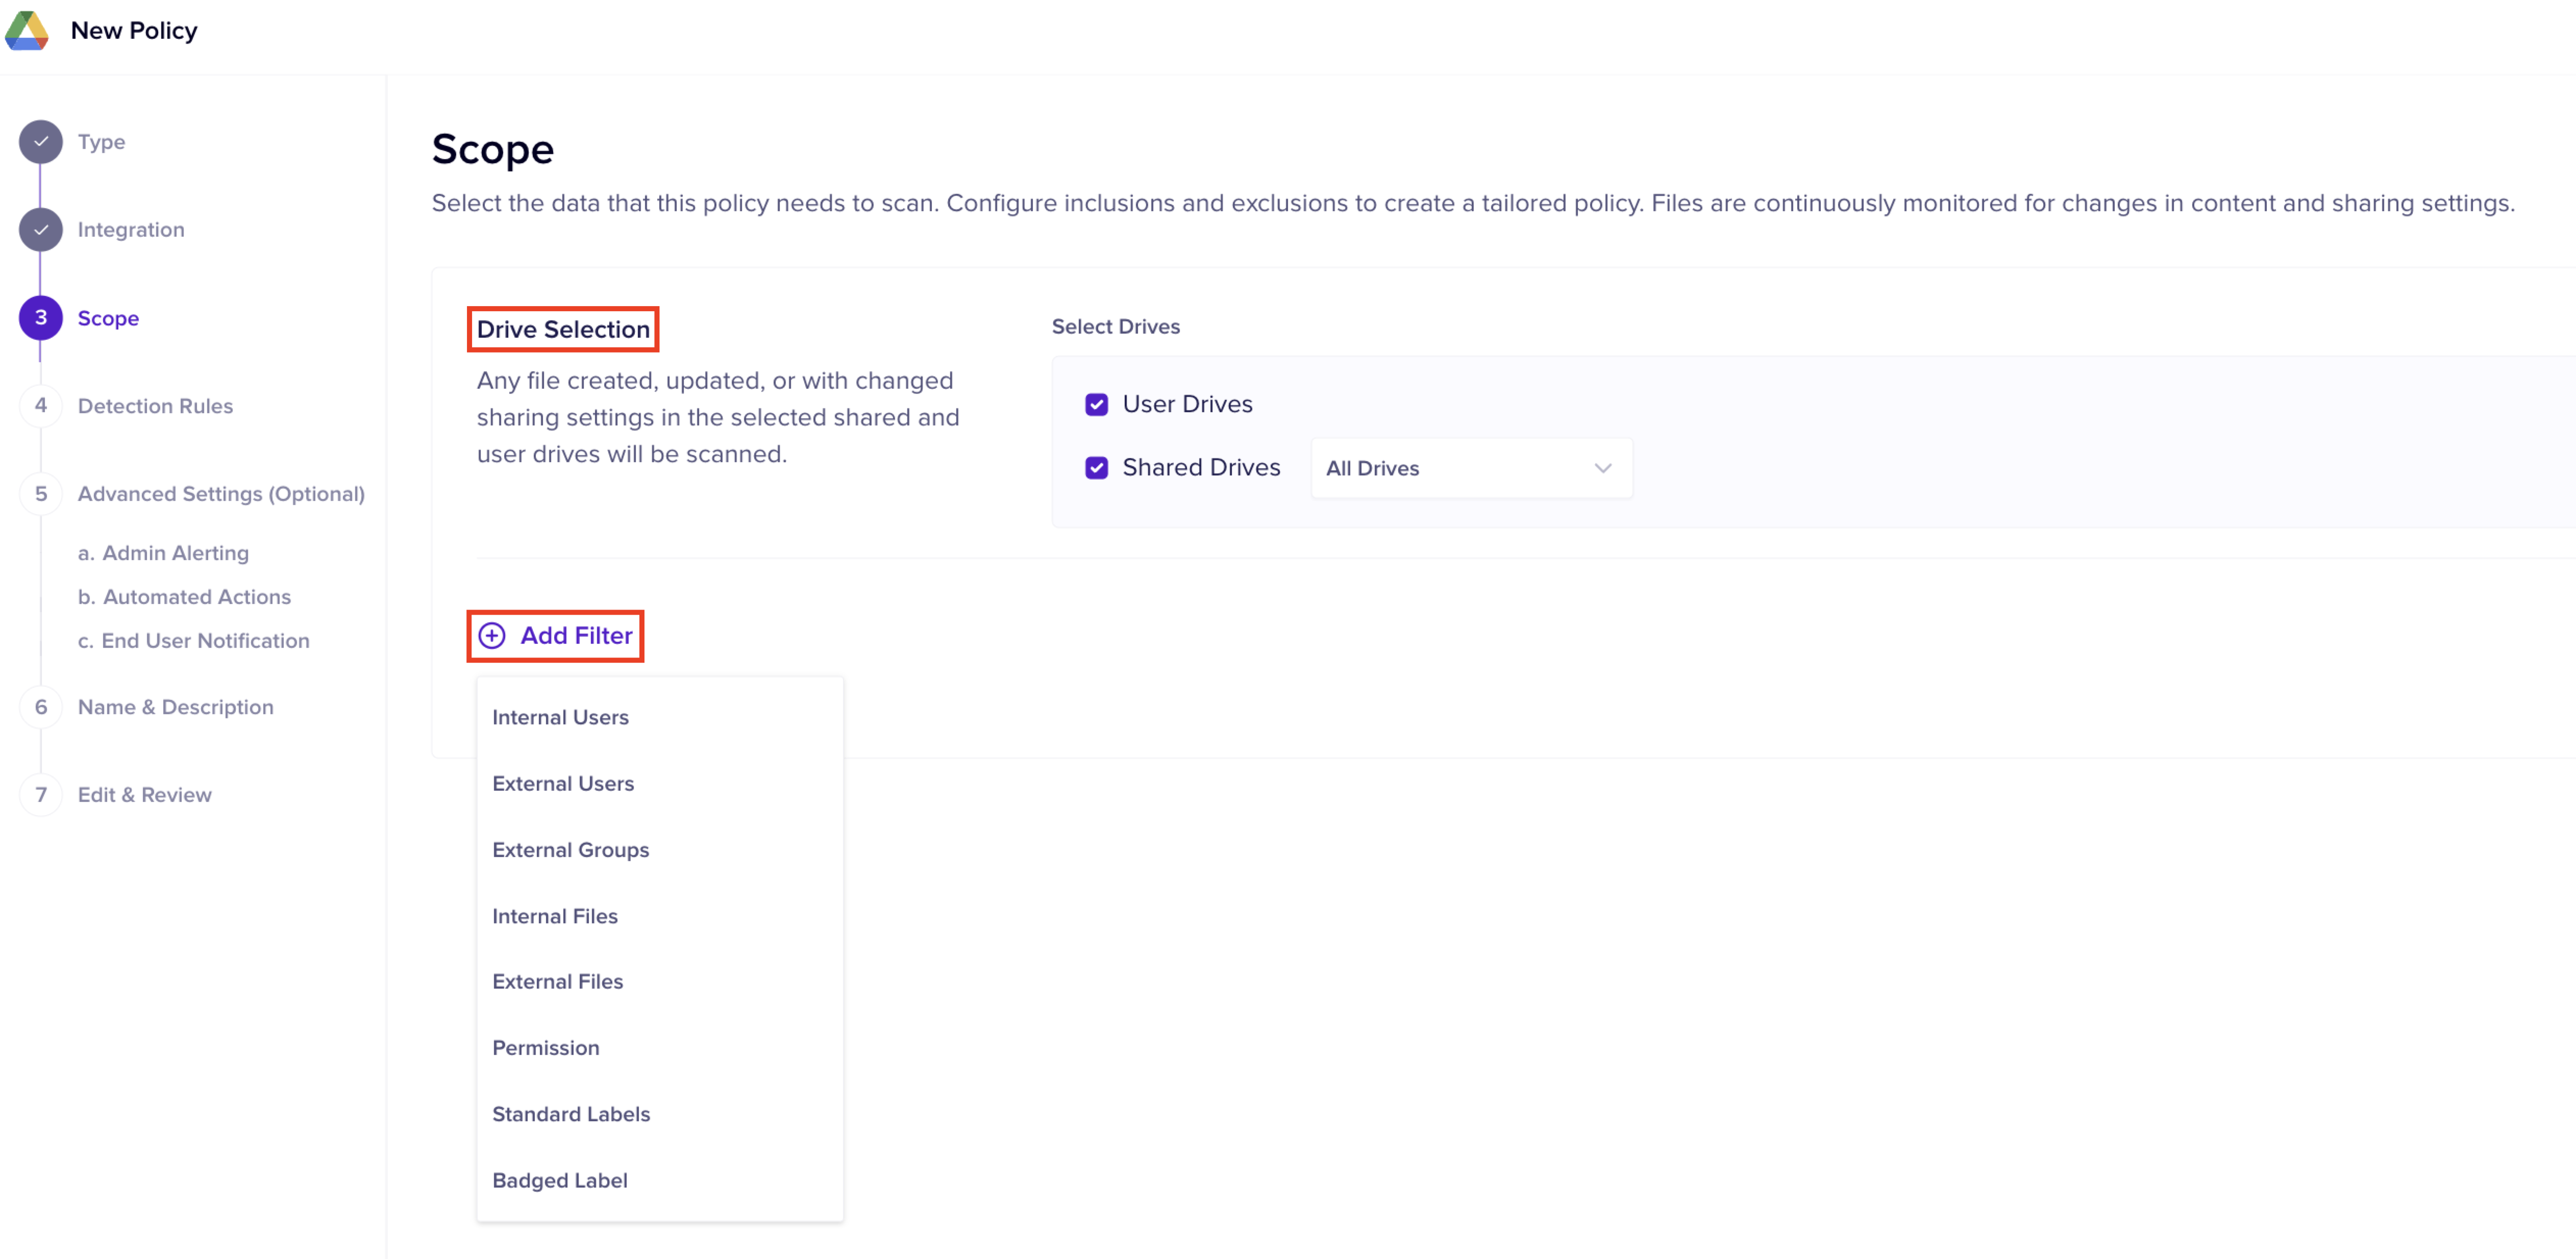 New Policy
Type
Integration
3 Scope
4 Detection Rules
5 Advanced Settings (Optional)
a. Admin Alerting
b. Automated Actions
c. End User Notification
6 Name & Description
7 Edit & Review
Scope
Select the data that this policy needs to scan. Configure inclusions and exclusions to create a tailored policy. Files are continuously monitored for changes in content and sharing settings.
Drive Selection
Any file created, updated, or with changed
sharing settings in the selected shared and
user drives will be scanned.
Select Drives
User Drives
Shared Drives
All Drives
Add Filter
Internal Users
External Users
External Groups
Internal Files
External Files
Permission
Standard Labels
Badged Label